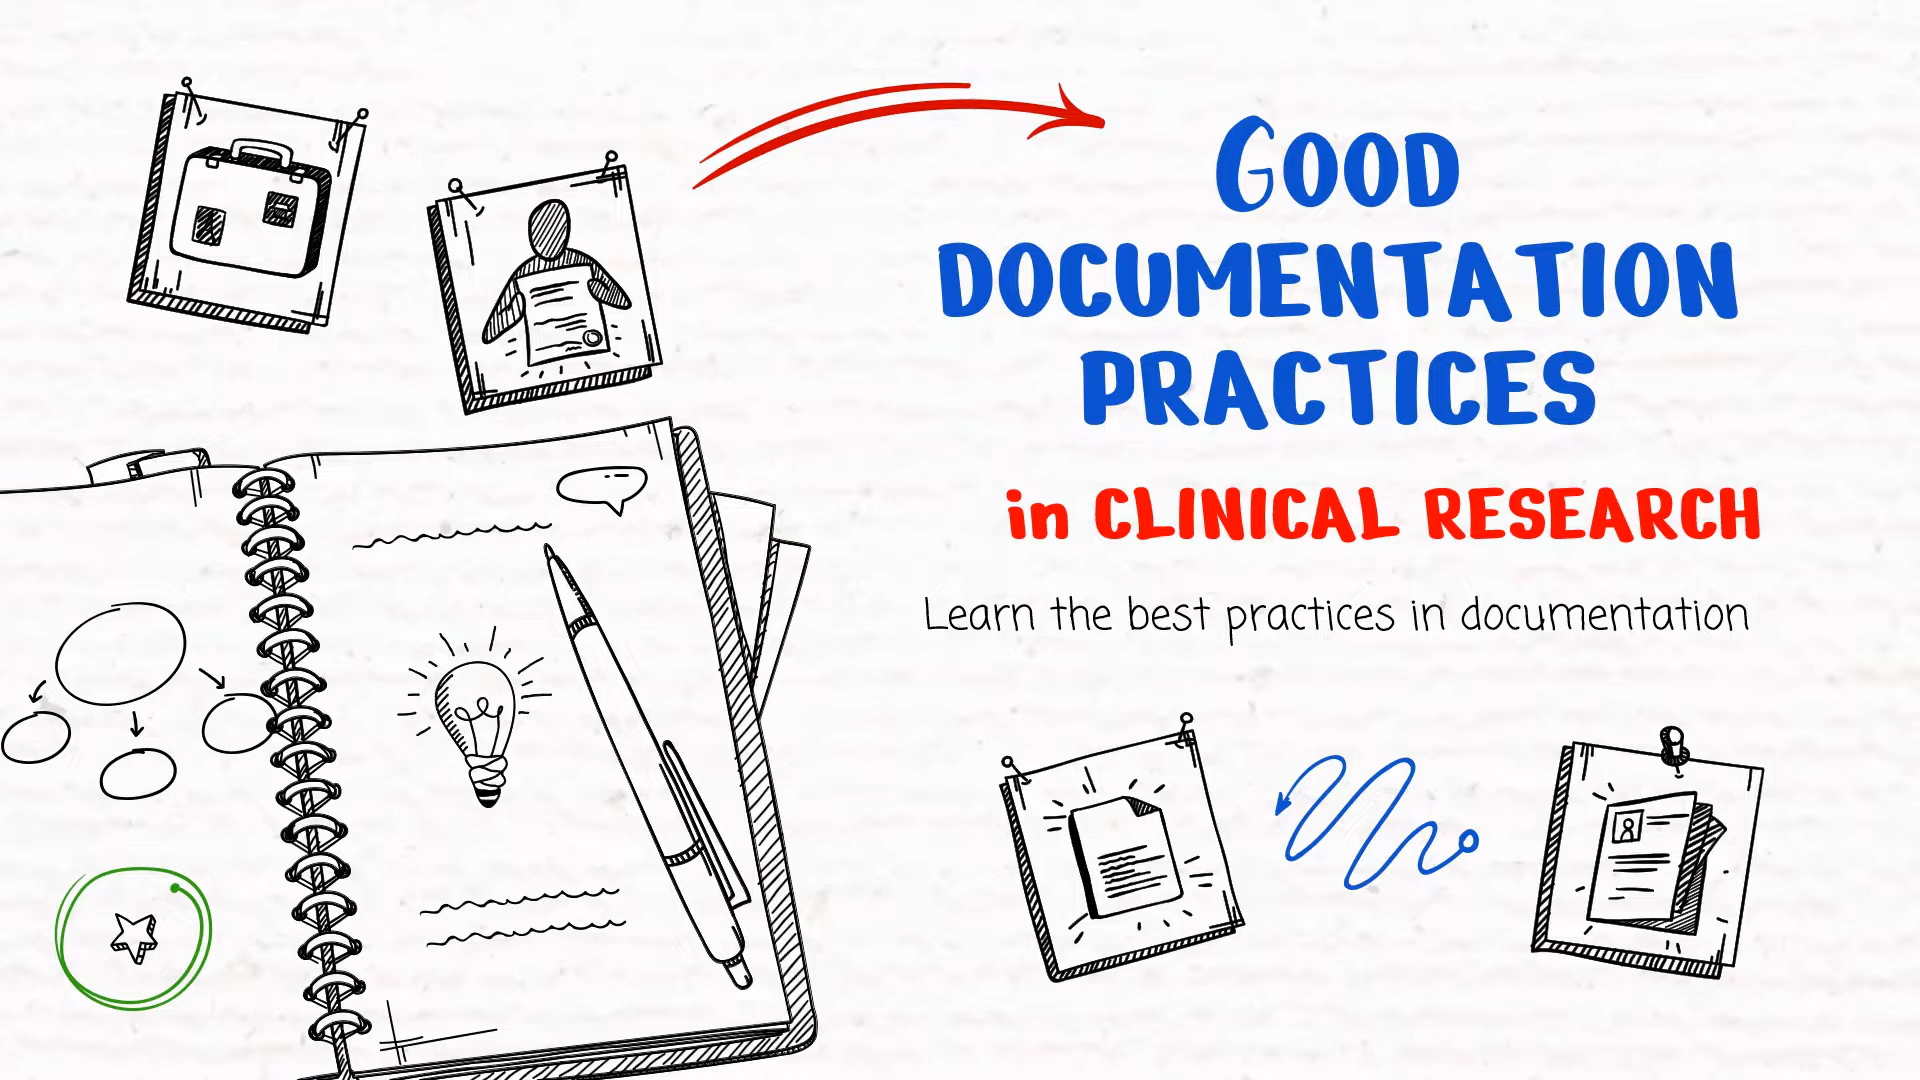 Good
DOCUMENTATION
PRACTICES
in CLINICAL RESEARCH
Learn the best practices in documentation